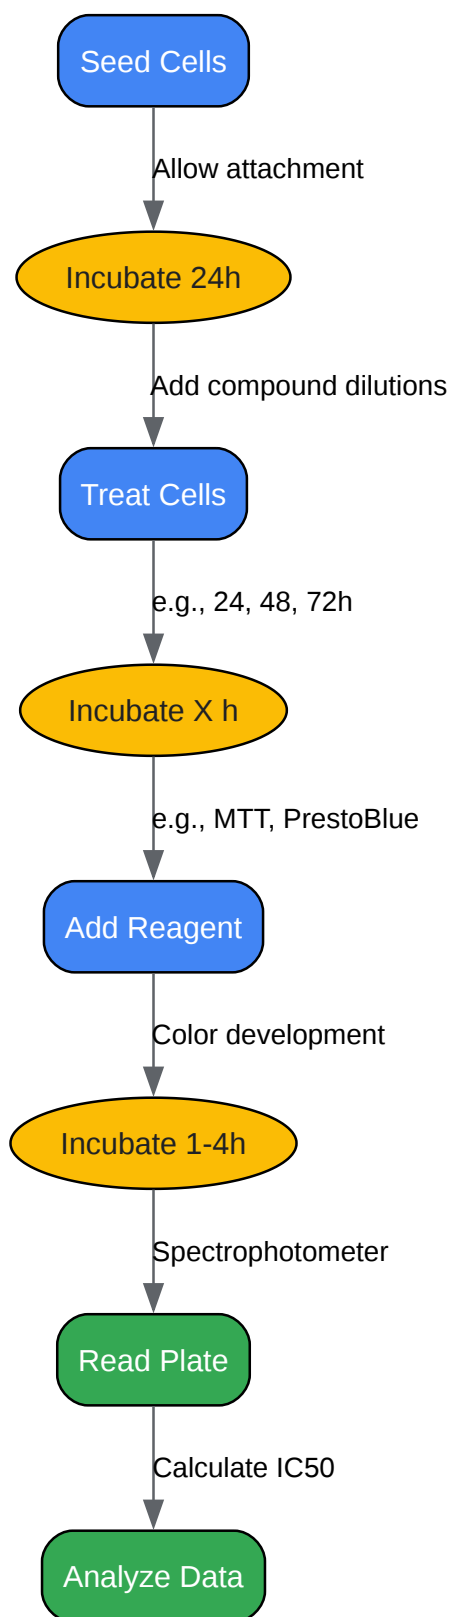 Seed Cells
Allow attachment
Incubate 24h
Add compound dilutions
Treat Cells
e.g., 24, 48, 72h
Incubate X h
e.g., MTT, PrestoBlue
Add Reagent
Color development
Incubate 1-4h
Spectrophotometer
Read Plate
Calculate IC50
Analyze Data